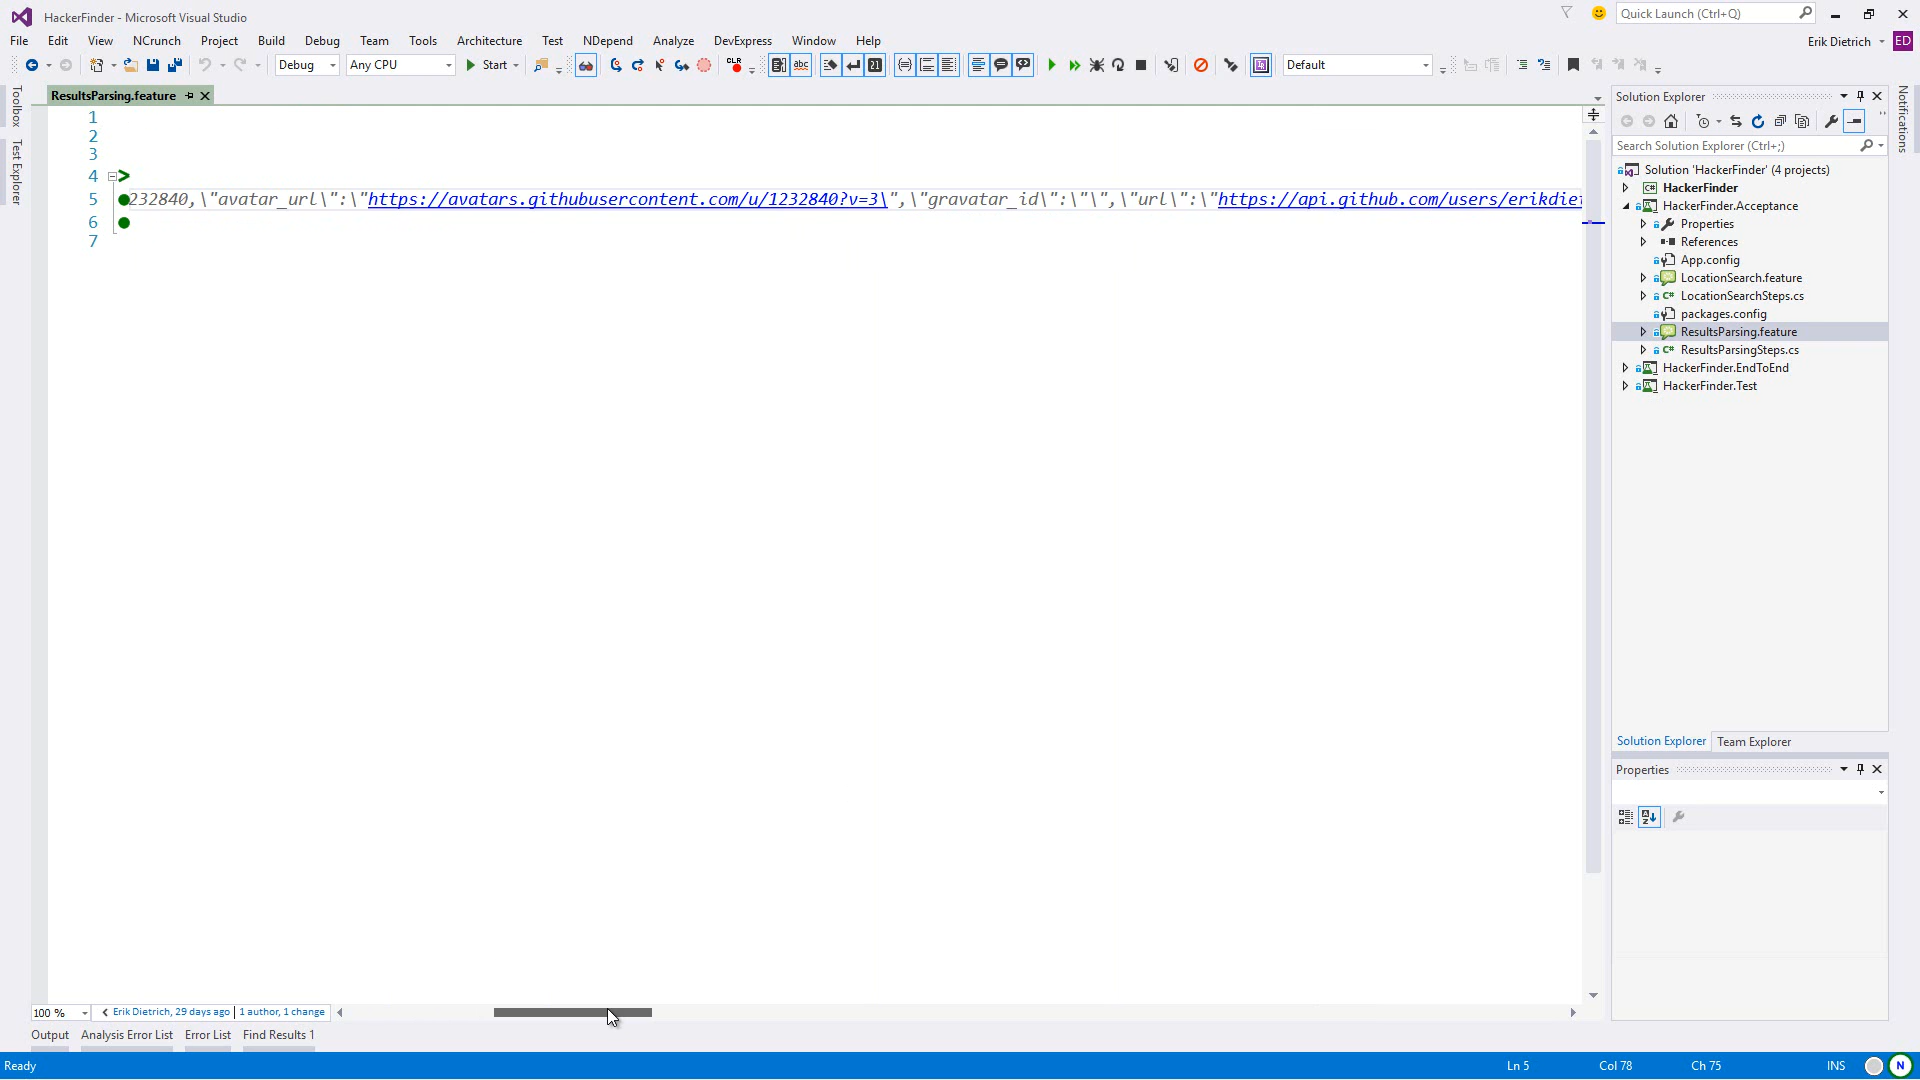 HackerFinder - Microsoft Visual Studio
Quick Launch (Ctrl+Q)
File Edit View NCrunch Project Build Debug Team Tools Architecture Test NDepend Analyze DevExpress Window Help
Erik Dietrich ED
Debug Any CPU Start CLR abc 21 Default
Toolbox
Test Explorer
ResultsParsing.feature
1
2
3
4
5 232840,\"avatar_url\":\"https://avatars.githubusercontent.com/u/1232840?v=3\",\"gravatar_id\":\"\",\"url\":\"https://api.github.com/users/erikdie
6
7
Solution Explorer
Search Solution Explorer (Ctrl+;)
Solution 'HackerFinder' (4 projects)
HackerFinder
HackerFinder.Acceptance
Properties
References
App.config
LocationSearch.feature
LocationSearchSteps.cs
packages.config
ResultsParsing.feature
ResultsParsingSteps.cs
HackerFinder.EndToEnd
HackerFinder.Test
Solution Explorer Team Explorer
Properties
Notifications
100 % Erik Dietrich, 29 days ago 1 author, 1 change
Output Analysis Error List Error List Find Results 1
Ready Ln 5 Col 78 Ch 75 INS N